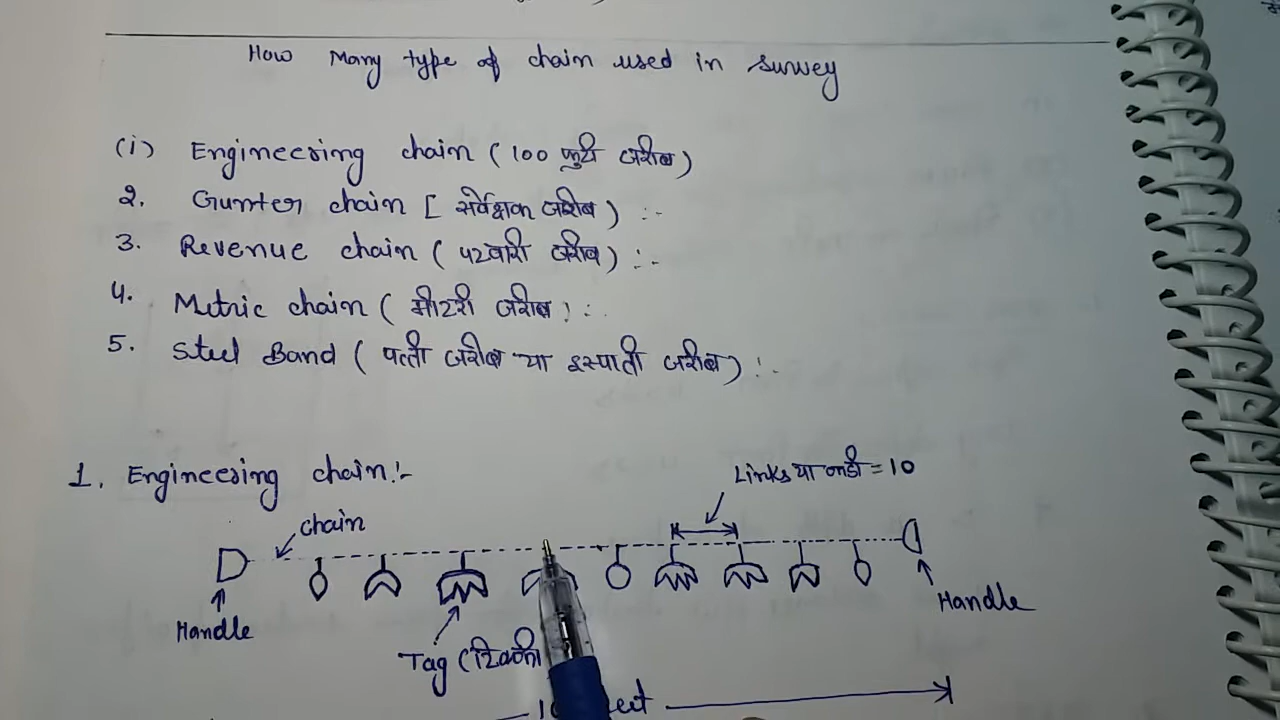 How Many type of chain used in survey
(i) Engineering chain (100 फुटी जरीब)
2. Gunter chain [ सर्वेक्षक जरीब) :-
3. Revenue chain ( पटवारी जरीब) :-
4. Metric chain ( मीटरी जरीब) :-
5. Steel Band ( पत्ती जरीब या इस्पाती जरीब) :-
1. Engineering chain:-
Links या कडी = 10
chain
Handle
Handle
Tag (टिक्की